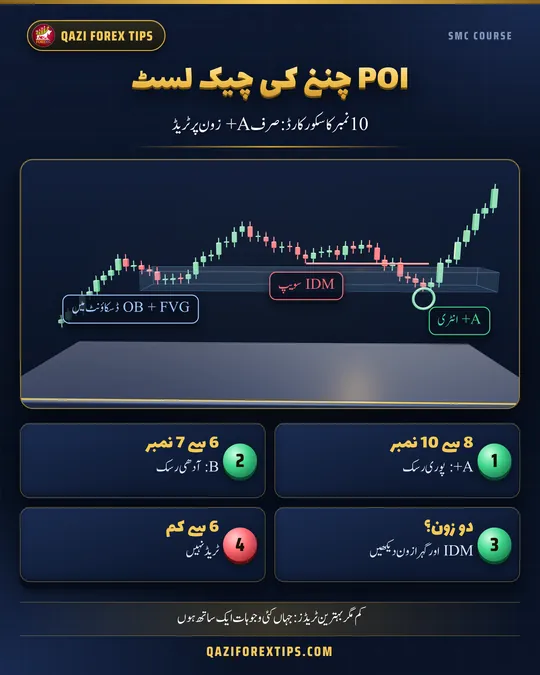 QAZI FOREX TIPS
SMC COURSE
POI چننے کی چیک لسٹ
10 نمبر کا سکور کارڈ: صرف A+ زون پر ٹریڈ
IDM سویپ
OB + FVG ڈسکاؤنٹ میں
A+ انٹری
8 سے 10 نمبر
1
A+: پوری رسک
6 سے 7 نمبر
2
B: آدھی رسک
دو زون؟
3
IDM اور گہرا زون دیکھیں
6 سے کم
4
ٹریڈ نہیں
کم مگر بہترین ٹریڈز: جہاں کئی وجوہات ایک ساتھ ہوں
QAZIFOREXTIPS.COM